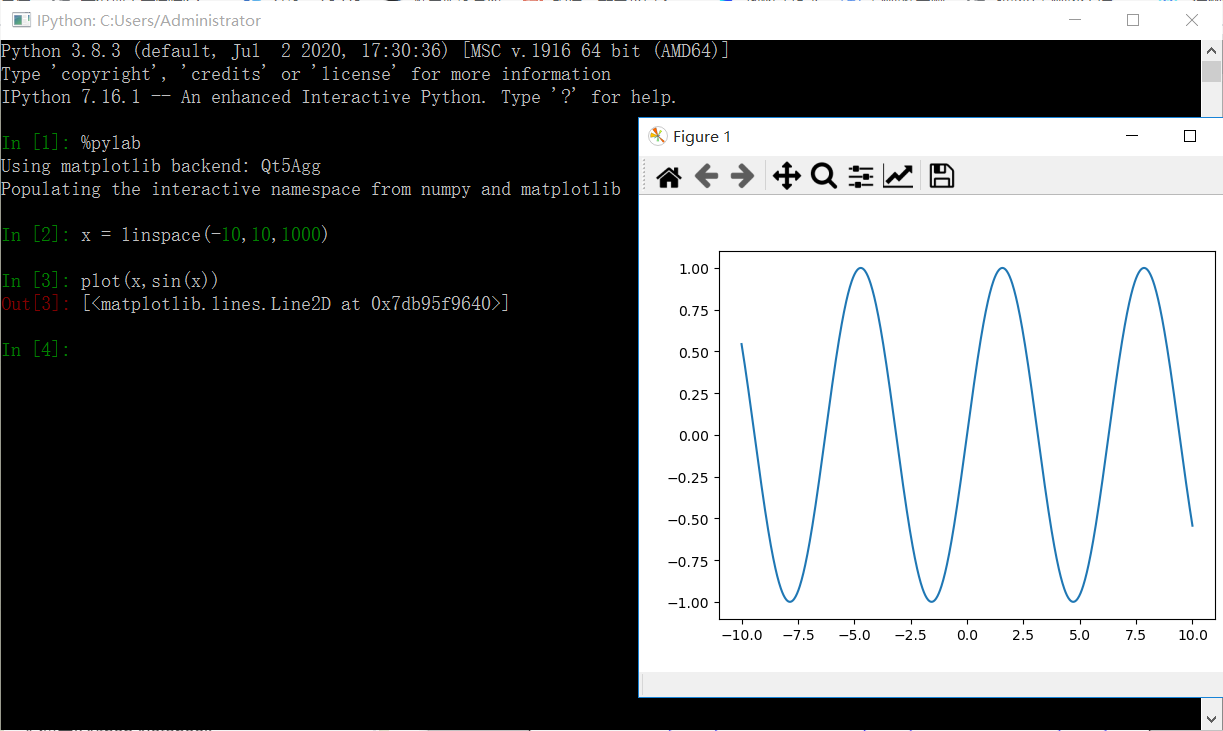 IPython: C:Users/Administrator
Python 3.8.3 (default, Jul  2 2020, 17:30:36) [MSC v.1916 64 bit (AMD64)]
Type 'copyright', 'credits' or 'license' for more information
IPython 7.16.1 -- An enhanced Interactive Python. Type '?' for help.
In [1]: %pylab
Using matplotlib backend: Qt5Agg
Populating the interactive namespace from numpy and matplotlib
In [2]: x = linspace(-10,10,1000)
In [3]: plot(x,sin(x))
Out[3]: [<matplotlib.lines.Line2D at 0x7db95f9640>]
In [4]:
Figure 1
1.00
0.75
0.50
0.25
0.00
−0.25
−0.50
−0.75
−1.00
−10.0 −7.5 −5.0 −2.5 0.0 2.5 5.0 7.5 10.0